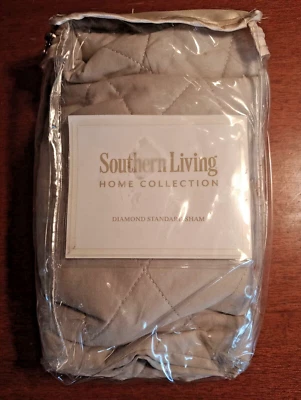 Southern Living
HOME COLLECTION
DIAMOND STANDARD SHAM